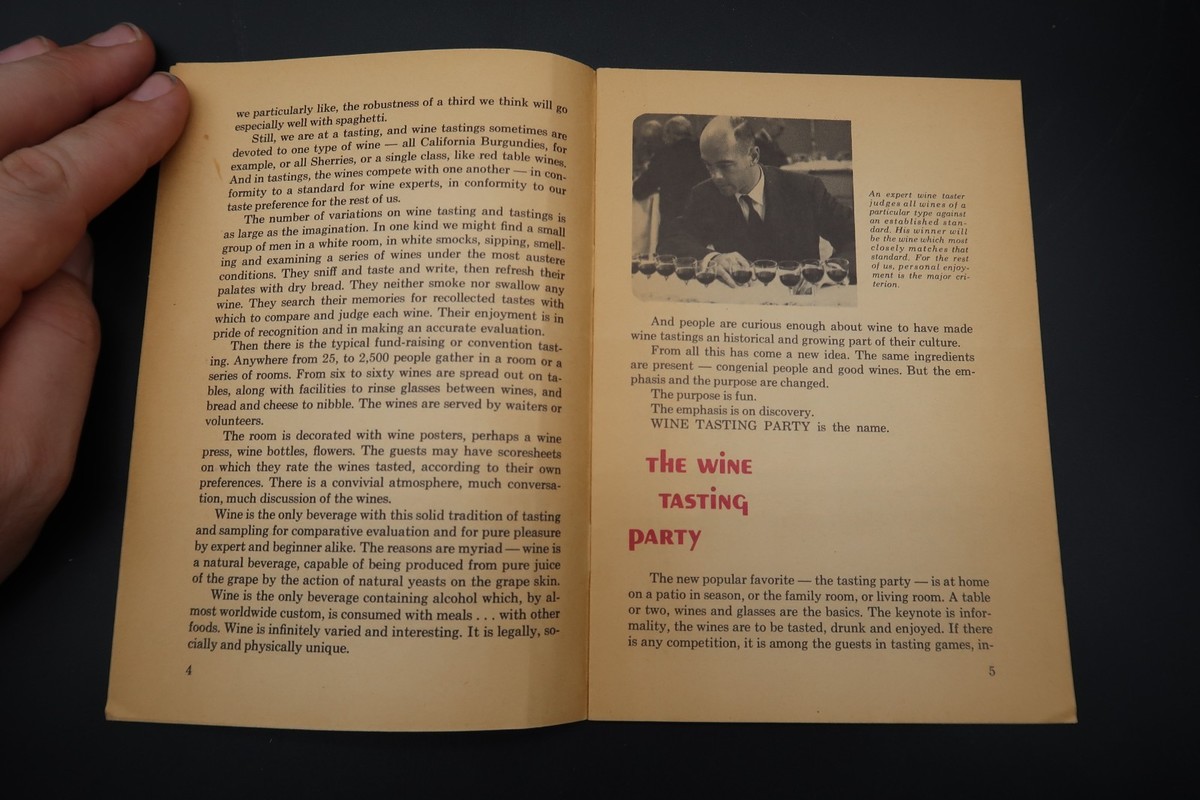 we particularly like, the robustness of a third we think will go
especially well with spaghetti.
Still, we are at a tasting, and wine tastings sometimes are
devoted to one type of wine — all California Burgundies, for
example, or all Sherries, or a single class, like red table wines.
And in tastings, the wines compete with one another — in con-
formity to a standard for wine experts, in conformity to our
taste preference for the rest of us.
The number of variations on wine tasting and tastings is
as large as the imagination. In one kind we might find a small
group of men in a white room, in white smocks, sipping, smell-
ing and examining a series of wines under the most austere
conditions. They sniff and taste and write, then refresh their
palates with dry bread. They neither smoke nor swallow any
wine. They search their memories for recollected tastes with
which to compare and judge each wine. Their enjoyment is in
pride of recognition and in making an accurate evaluation.
Then there is the typical fund-raising or convention tast-
ing. Anywhere from 25, to 2,500 people gather in a room or a
series of rooms. From six to sixty wines are spread out on ta-
bles, along with facilities to rinse glasses between wines, and
bread and cheese to nibble. The wines are served by waiters or
volunteers.
The room is decorated with wine posters, perhaps a wine
press, wine bottles, flowers. The guests may have scoresheets
on which they rate the wines tasted, according to their own
preferences. There is a convivial atmosphere, much conversa-
tion, much discussion of the wines.
Wine is the only beverage with this solid tradition of tasting
and sampling for comparative evaluation and for pure pleasure
by expert and beginner alike. The reasons are myriad — wine is
a natural beverage, capable of being produced from pure juice
of the grape by the action of natural yeasts on the grape skin.
Wine is the only beverage containing alcohol which, by al-
most worldwide custom, is consumed with meals . . . with other
foods. Wine is infinitely varied and interesting. It is legally, so-
cially and physically unique.
4
An expert wine taster
judges all wines of a
particular type against
an established stan-
dard. His winner will
be the wine which most
closely matches that
standard. For the rest
of us, personal enjoy-
ment is the major cri-
terion.
And people are curious enough about wine to have made
wine tastings an historical and growing part of their culture.
From all this has come a new idea. The same ingredients
are present — congenial people and good wines. But the em-
phasis and the purpose are changed.
The purpose is fun.
The emphasis is on discovery.
WINE TASTING PARTY is the name.
THE WINE
TASTING
PARTY
The new popular favorite — the tasting party — is at home
on a patio in season, or the family room, or living room. A table
or two, wines and glasses are the basics. The keynote is infor-
mality, the wines are to be tasted, drunk and enjoyed. If there
is any competition, it is among the guests in tasting games, in-
5